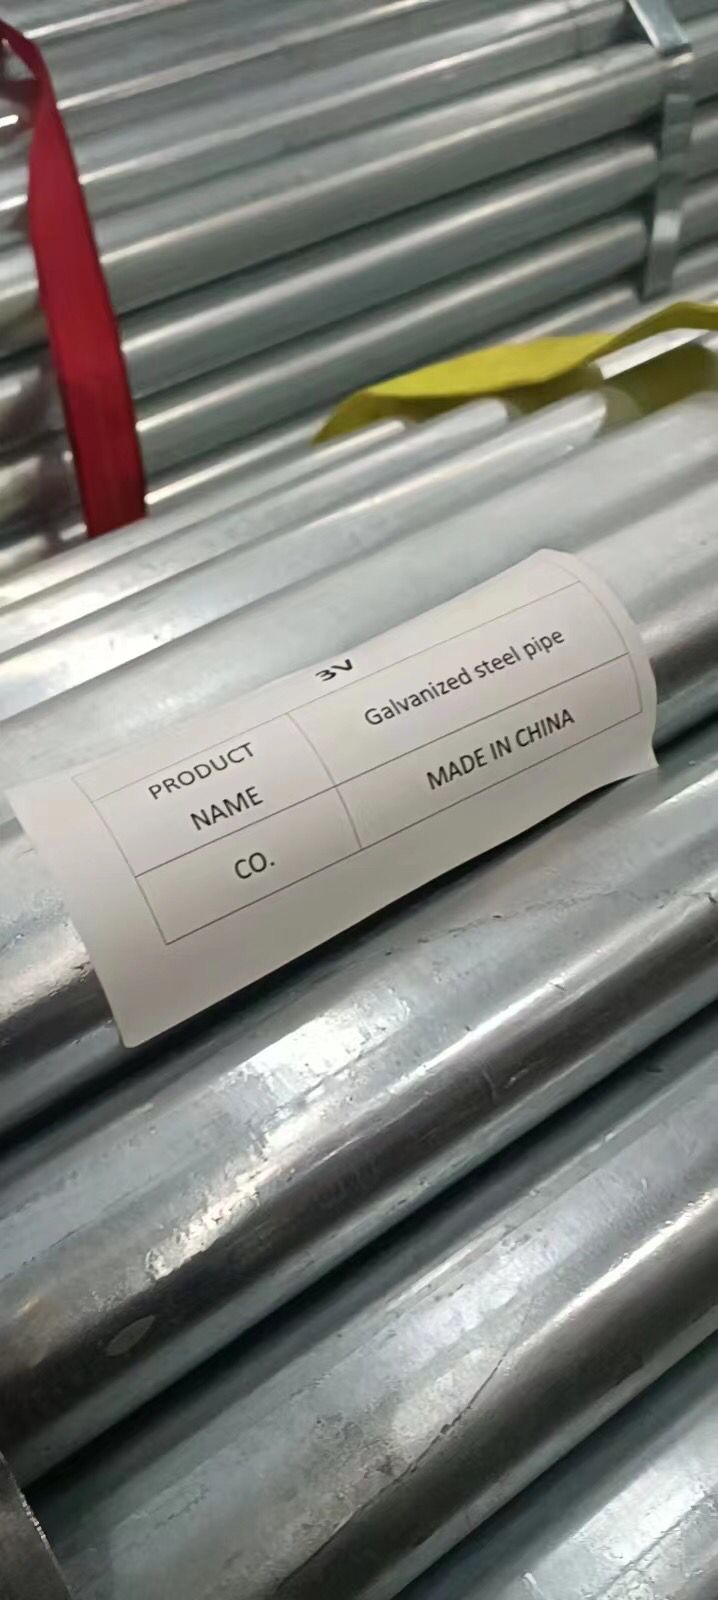 3V
PRODUCT
NAME
Galvanized steel pipe
CO.
MADE IN CHINA